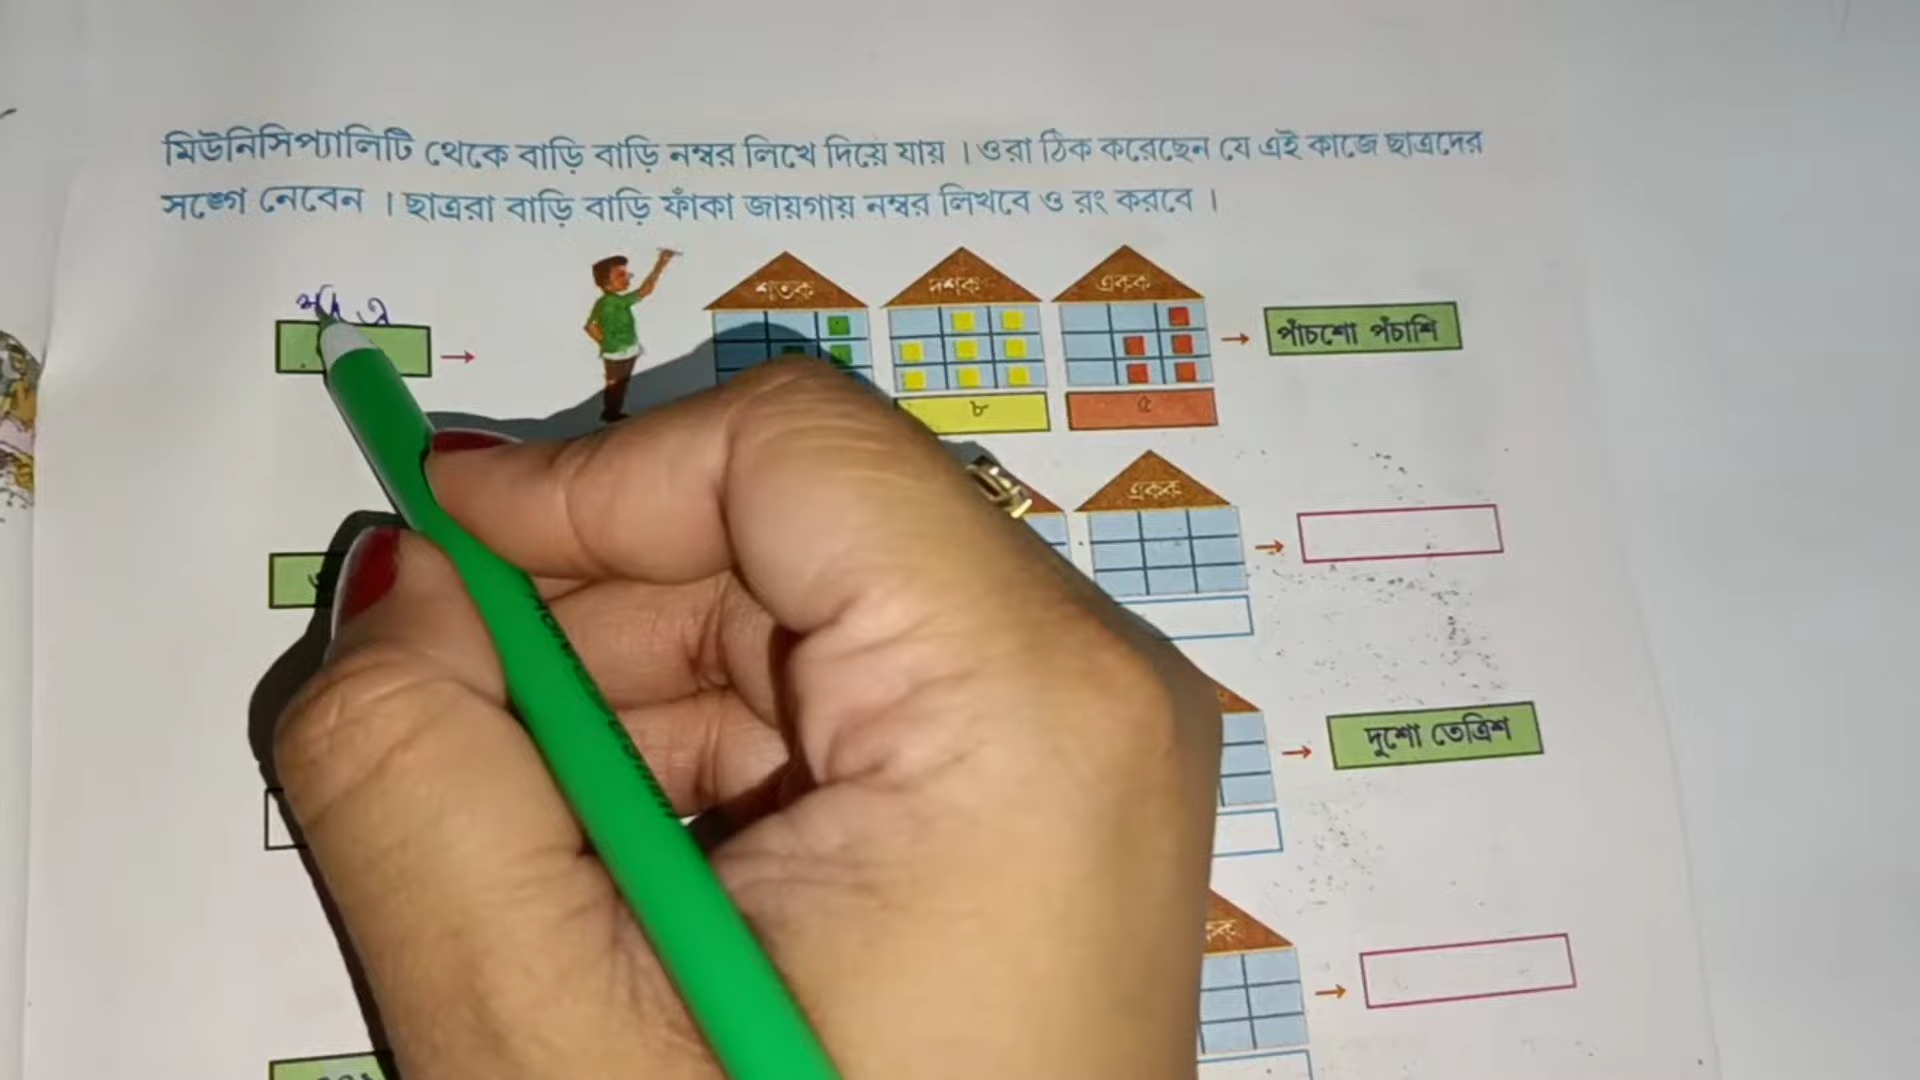 মিউনিসিপ্যালিটি থেকে বাড়ি বাড়ি নম্বর লিখে দিয়ে যায় । ওরা ঠিক করেছেন যে এই কাজে ছাত্রদের
সঙ্গে নেবেন । ছাত্ররা বাড়ি বাড়ি ফাঁকা জায়গায় নম্বর লিখবে ও রং করবে ।
শতক দশক একক
পাঁচশো পঁচাশি
৮ ৫
একক
দুশো তেত্রিশ